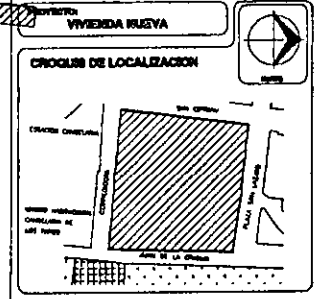 PROYECTO:
VIVIENDA NUEVA
CROQUIS DE LOCALIZACION
NORTE
SAN CIPRIAN
ESTACION CANDELARIA
CORREGIDORA
PLAZA SAN LAZARO
CANDELARIA DE
LOS PATOS
JUAN DE LA GRANJA